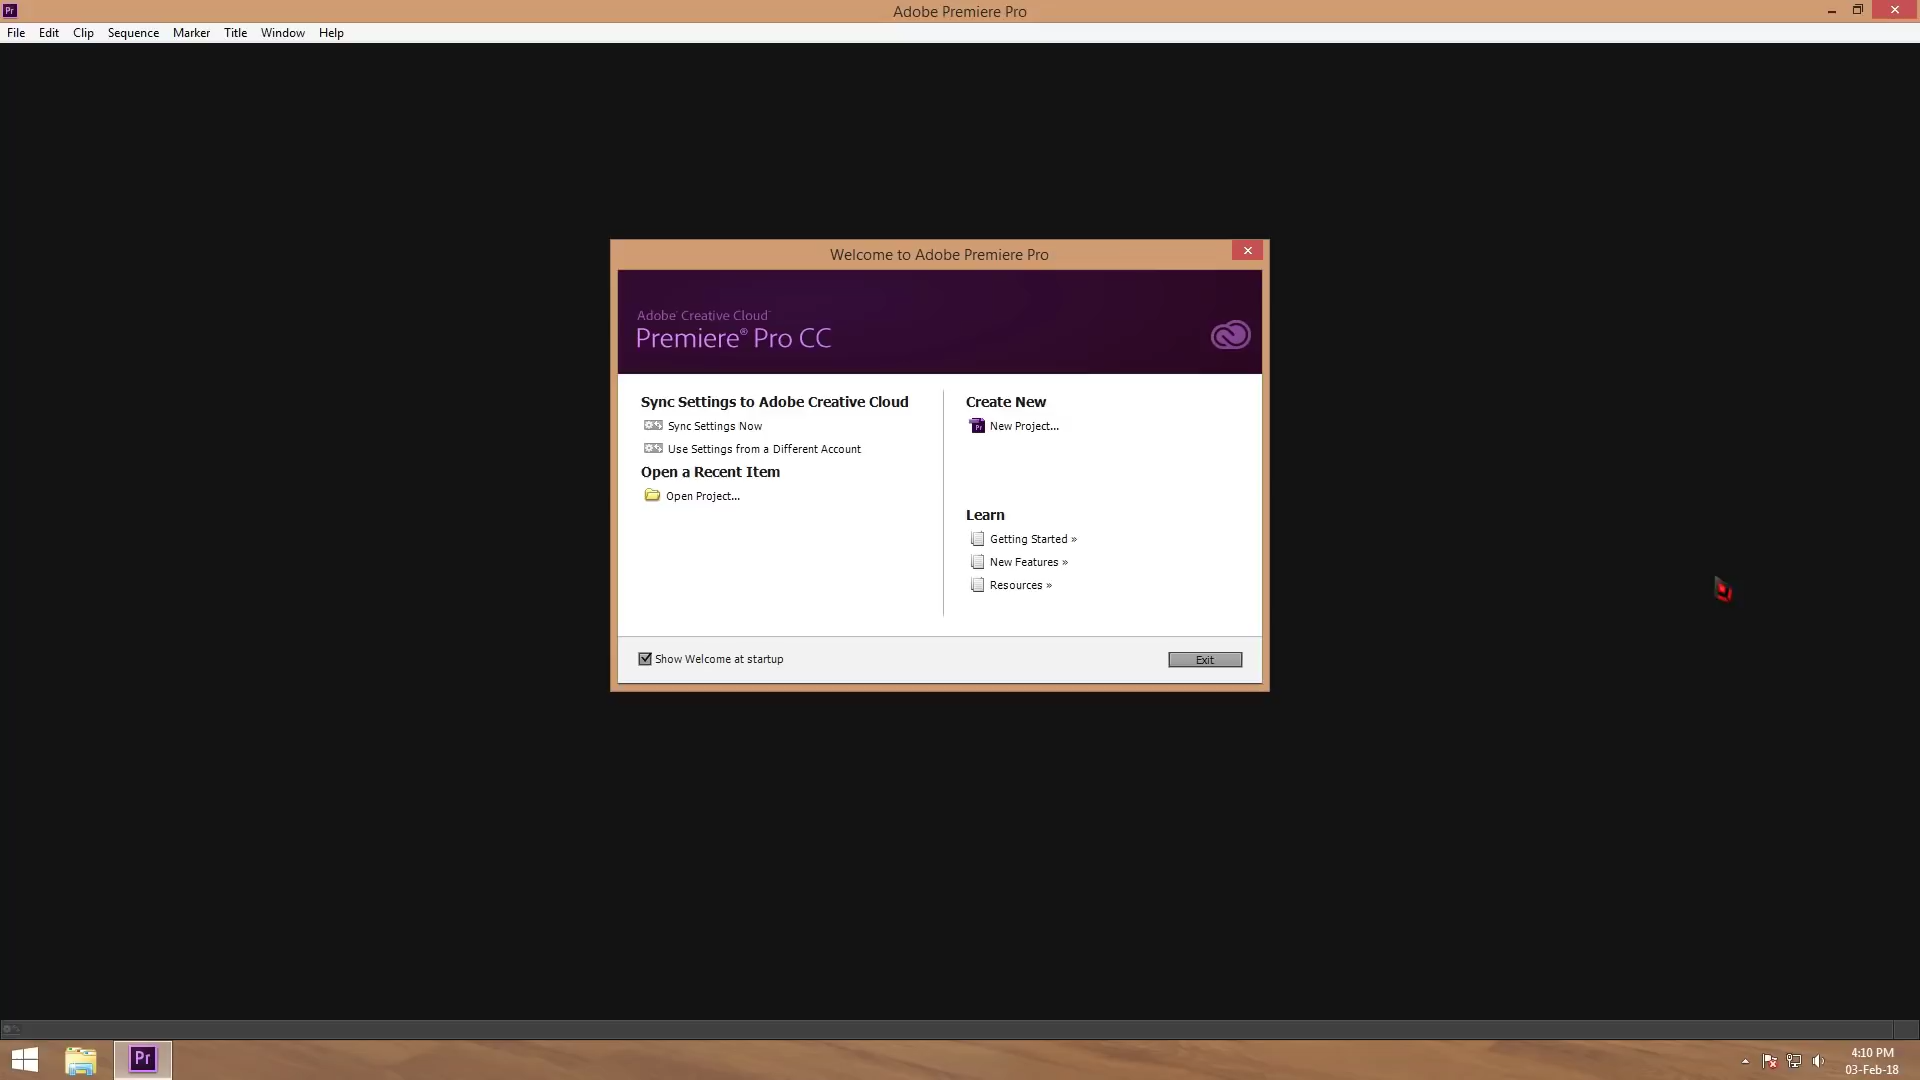 Pr
Adobe Premiere Pro
File Edit Clip Sequence Marker Title Window Help
Welcome to Adobe Premiere Pro
Adobe® Creative Cloud™
Premiere® Pro CC
Sync Settings to Adobe Creative Cloud
Sync Settings Now
Use Settings from a Different Account
Open a Recent Item
Open Project...
Create New
Pr New Project...
Learn
Getting Started »
New Features »
Resources »
Show Welcome at startup
Exit
Pr
4:10 PM
03-Feb-18